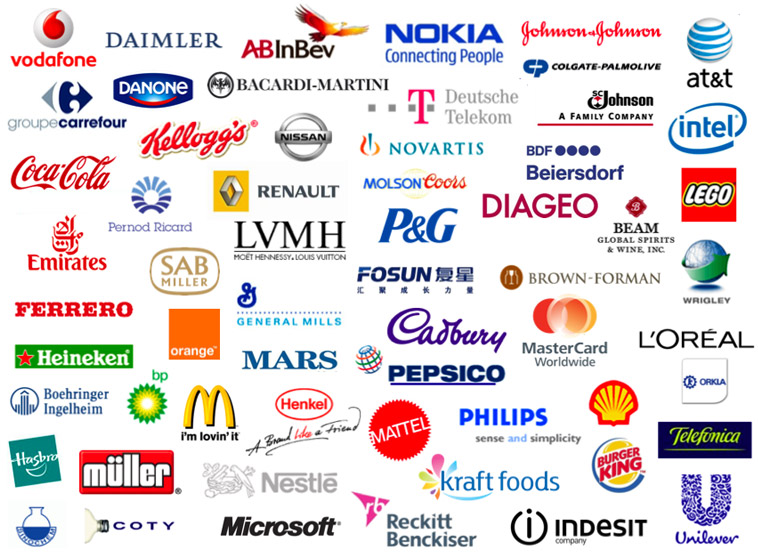 vodafone
DAIMLER
ABInBev
NOKIA
Connecting People
Johnson & Johnson
at&t
COLGATE-PALMOLIVE
groupe carrefour
DANONE
BACARDI-MARTINI
Deutsche
Telekom
SC Johnson
A FAMILY COMPANY
intel
Kellogg's®
NISSAN
NOVARTIS
BDF
Beiersdorf
Coca-Cola
Pernod Ricard
RENAULT
MOLSON Coors
P&G
DIAGEO
B
BEAM
GLOBAL SPIRITS
& WINE, INC.
LEGO
Emirates
SAB
MILLER
LVMH
MOËT HENNESSY. LOUIS VUITTON
FOSUN 复星
汇 聚 成 长 力 量
BROWN-FORMAN
WRIGLEY
FERRERO
orange™
G
GENERAL MILLS
Cadbury
MasterCard
Worldwide
L'ORÉAL
Heineken
MARS
PEPSICO
ORKLA
Boehringer
Ingelheim
bp
M
i'm lovin' it
Henkel
A Brand Like a Friend
MATTEL
PHILIPS
sense and simplicity
Telefónica
Hasbro
müller®
Nestlé
kraft foods
BURGER
KING
COTY
Microsoft®
rb
Reckitt
Benckiser
INDESIT
company
Unilever